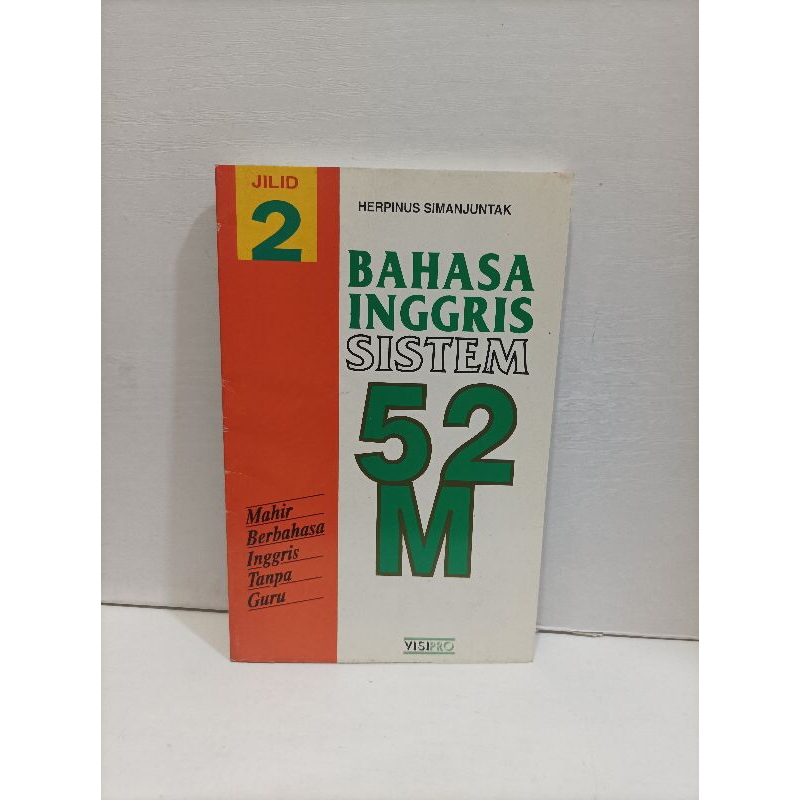 JILID
2
HERPINUS SIMANJUNTAK
BAHASA
INGGRIS
SISTEM
52
M
Mahir
Berbahasa
Inggris
Tanpa
Guru
VISIPRO